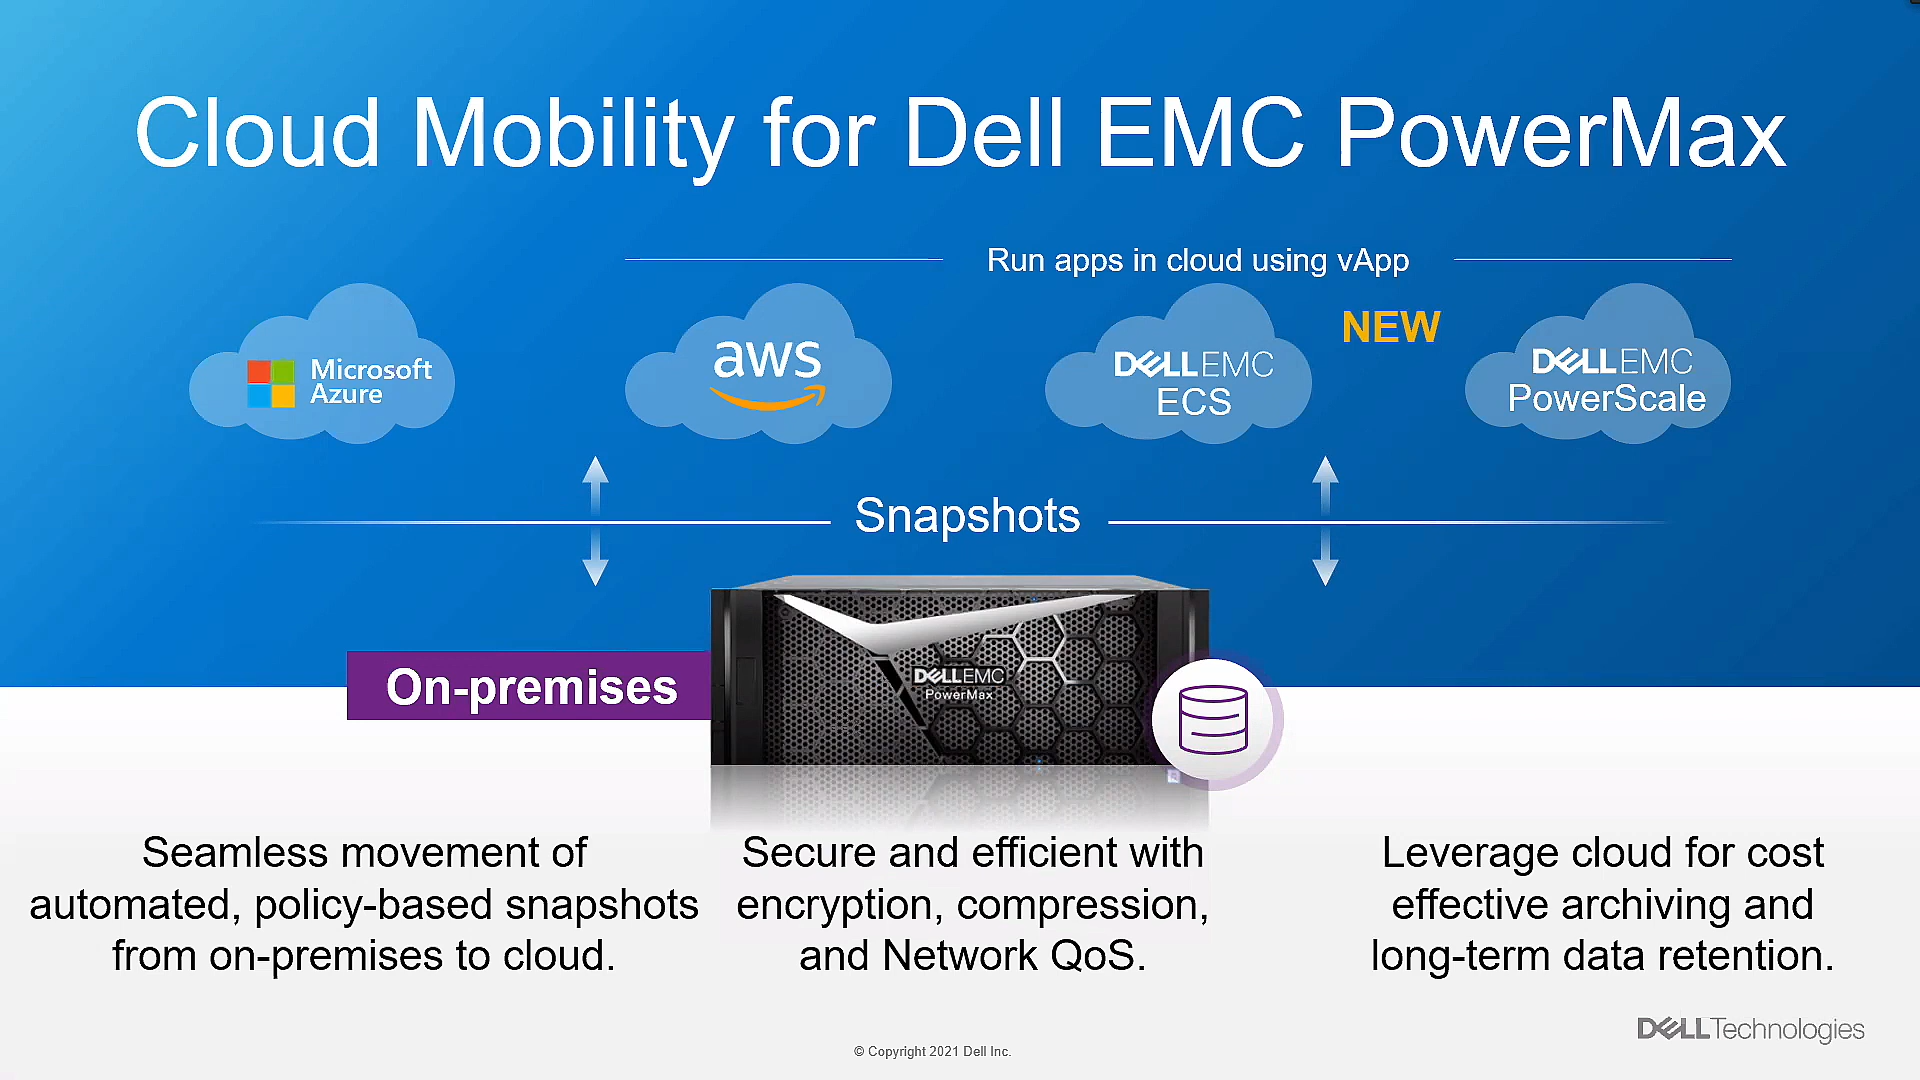 Cloud Mobility for Dell EMC PowerMax
Run apps in cloud using vApp
Microsoft
Azure
aws
DELLEMC
ECS
NEW
DELLEMC
PowerScale
Snapshots
On-premises
DELLEMC
PowerMax
Seamless movement of
automated, policy-based snapshots
from on-premises to cloud.
Secure and efficient with
encryption, compression,
and Network QoS.
Leverage cloud for cost
effective archiving and
long-term data retention.
DELLTechnologies
© Copyright 2021 Dell Inc.